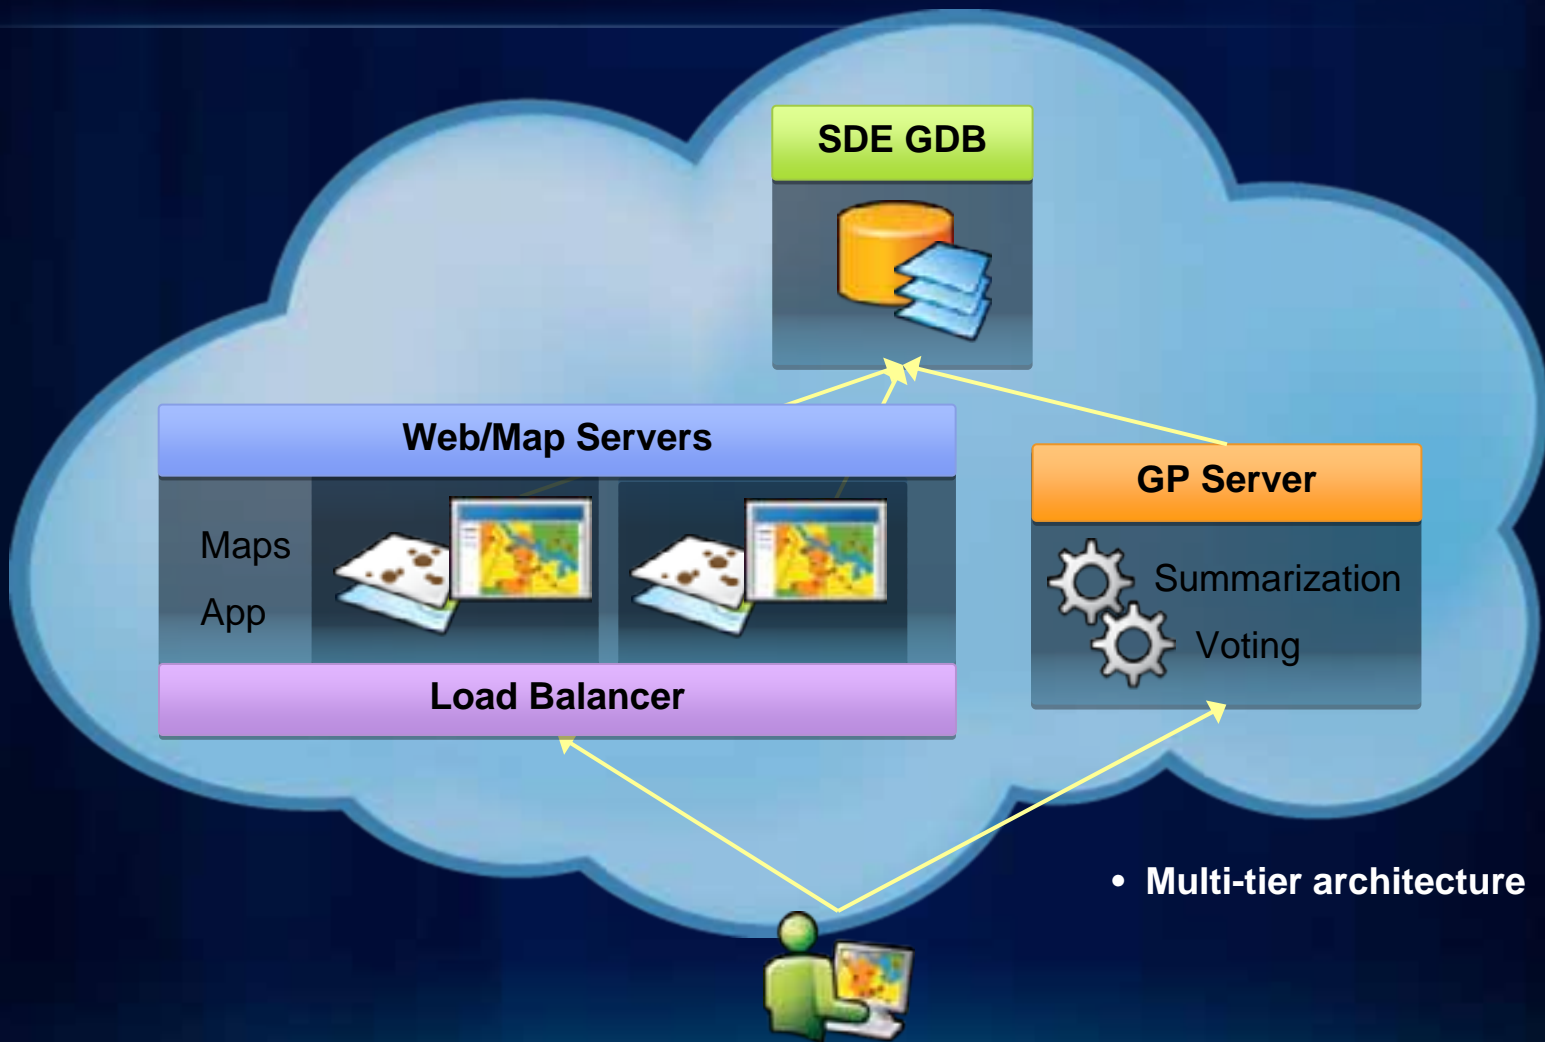 SDE GDB
Web/Map Servers
Maps
App
Load Balancer
GP Server
Summarization
Voting
• Multi-tier architecture